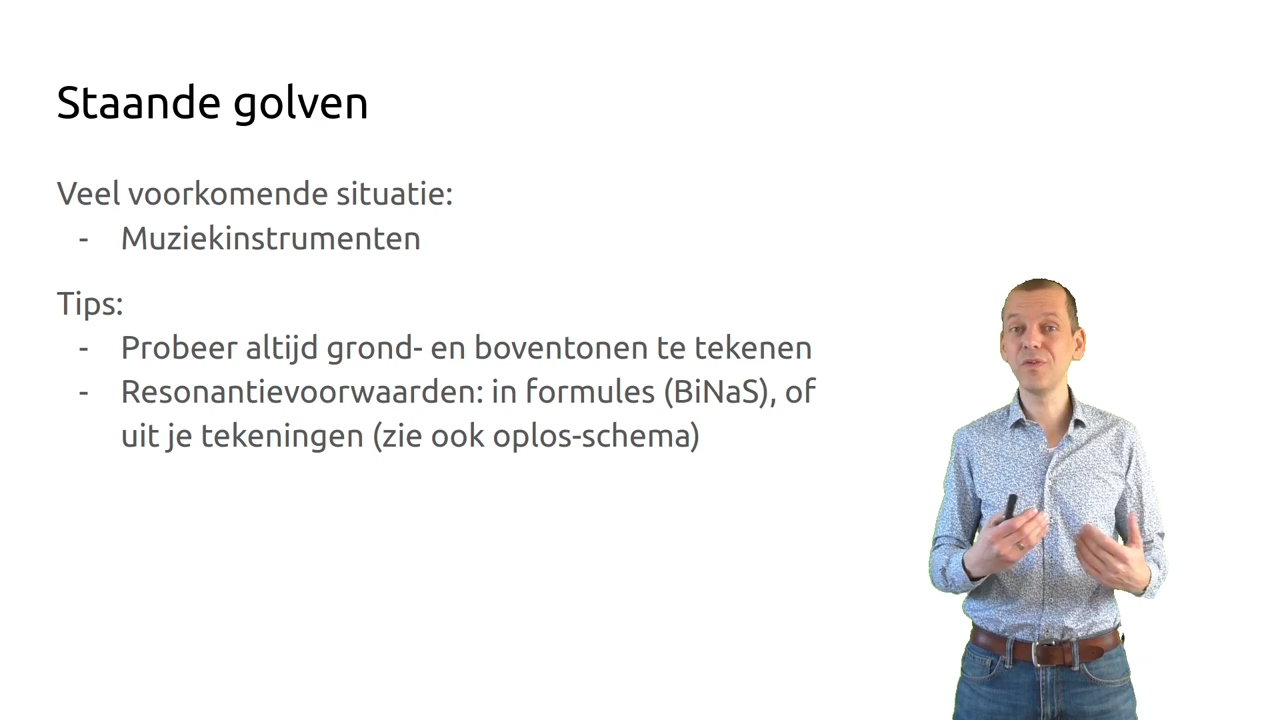 Staande golven
Veel voorkomende situatie:
- Muziekinstrumenten
Tips:
- Probeer altijd grond- en boventonen te tekenen
- Resonantievoorwaarden: in formules (BiNaS), of
uit je tekeningen (zie ook oplos-schema)